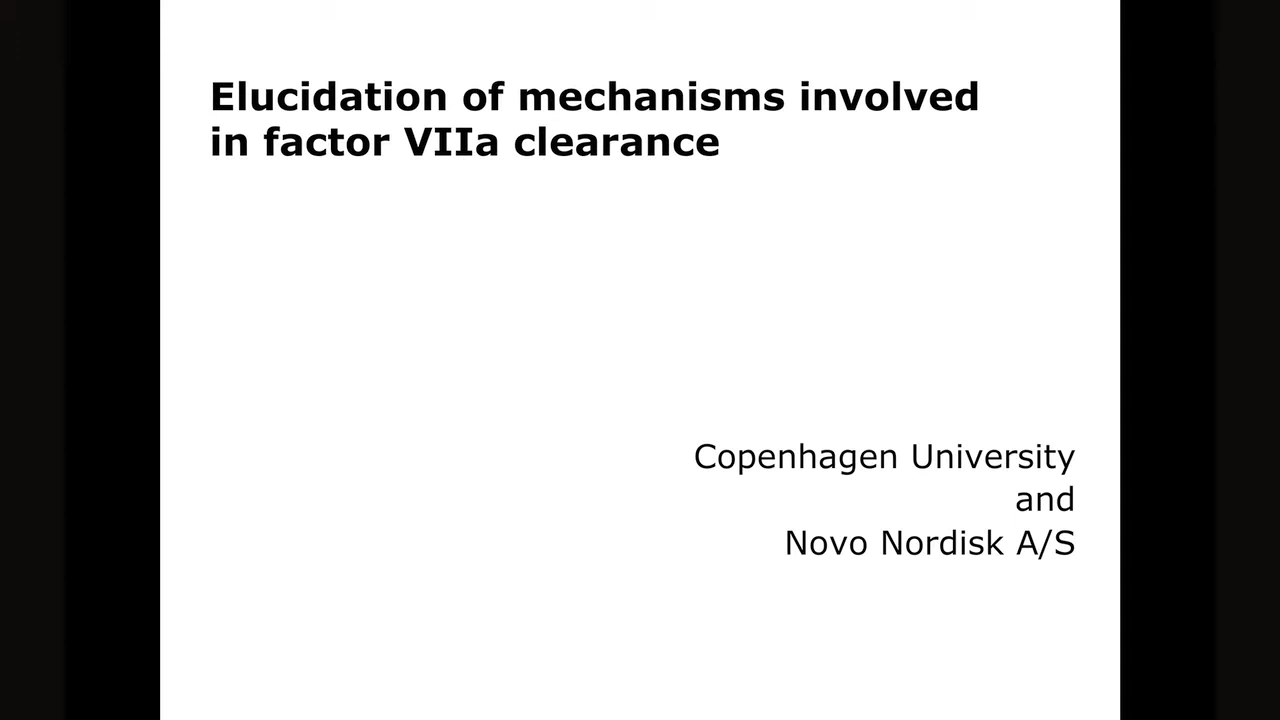 Elucidation of mechanisms involved
in factor VIIa clearance
Copenhagen University
and
Novo Nordisk A/S